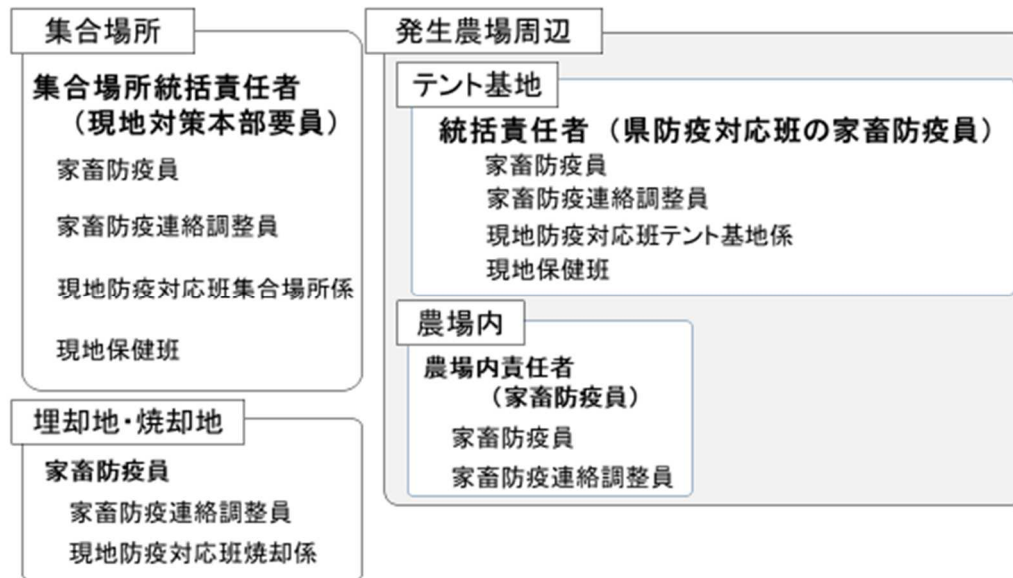 集合場所
集合場所統括責任者
(現地対策本部要員)
家畜防疫員
家畜防疫連絡調整員
現地防疫対応班集合場所係
現地保健班
埋却地・焼却地
家畜防疫員
家畜防疫連絡調整員
現地防疫対応班焼却係
発生農場周辺
テント基地
統括責任者 (県防疫対応班の家畜防疫員)
家畜防疫員
家畜防疫連絡調整員
現地防疫対応班テント基地係
現地保健班
農場内
農場内責任者
(家畜防疫員)
家畜防疫員
家畜防疫連絡調整員